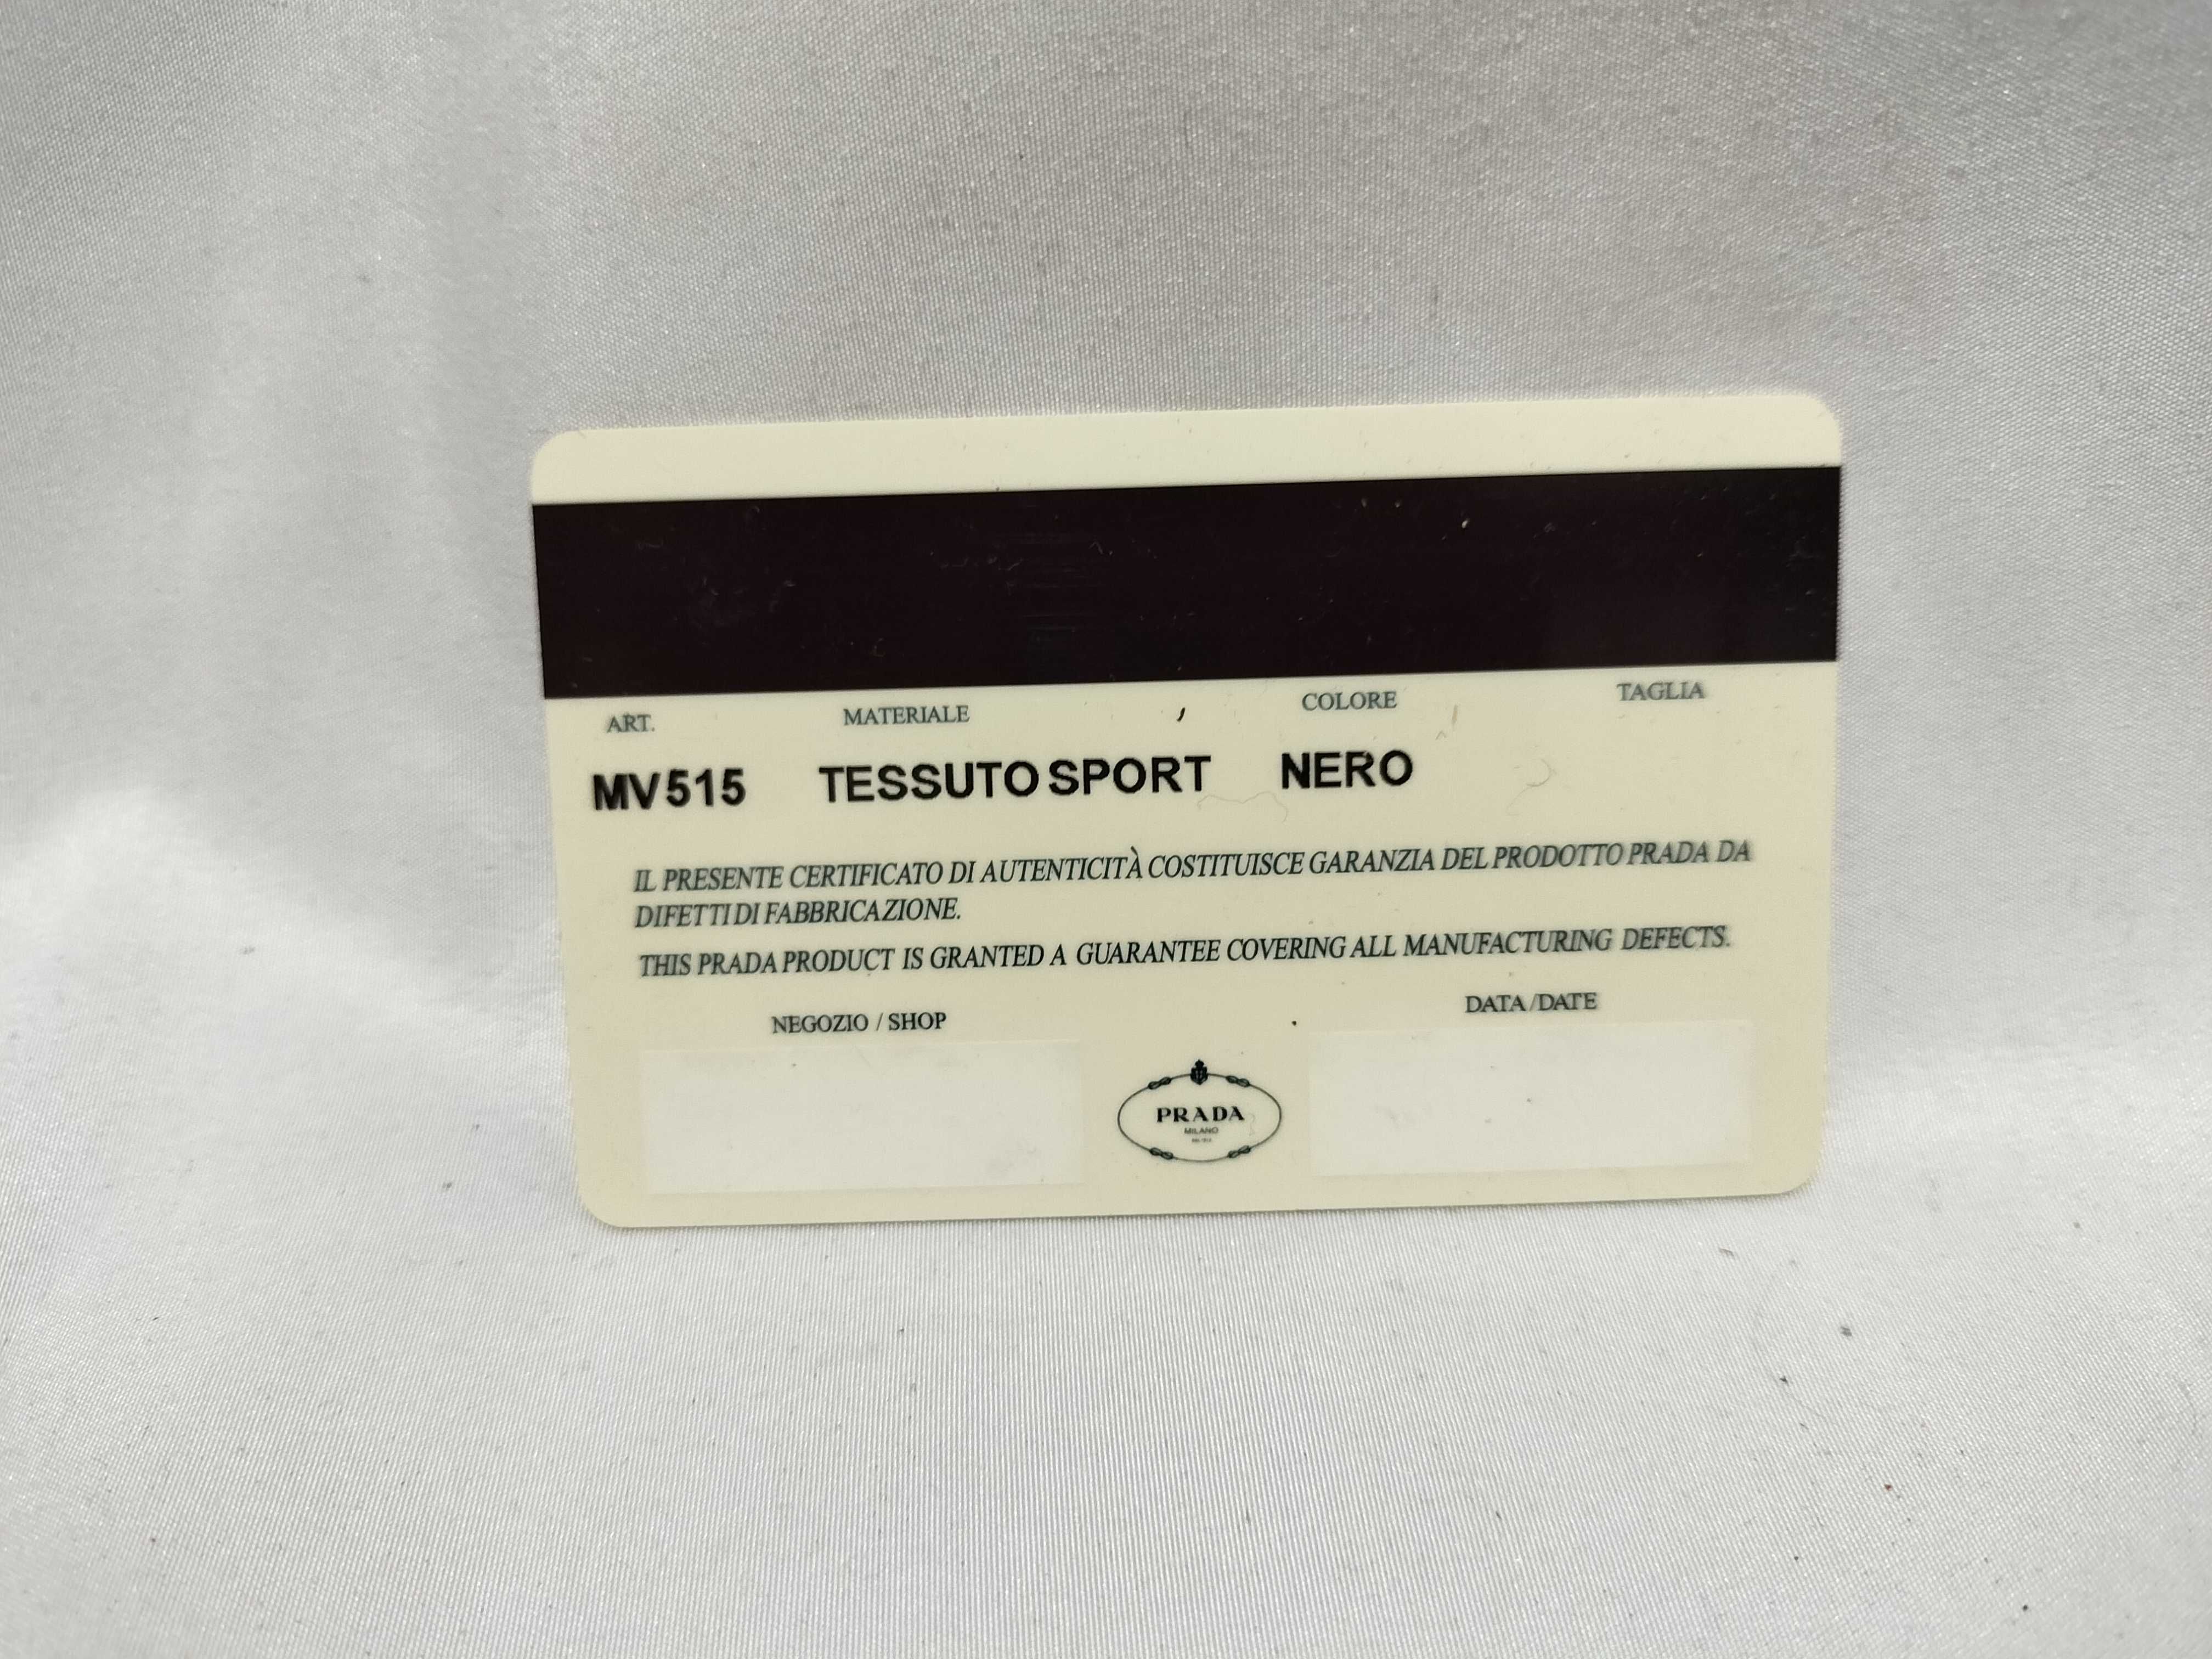 ART. MATERIALE COLORE TAGLIA
MV515 TESSUTO SPORT NERO
IL PRESENTE CERTIFICATO DI AUTENTICITÀ COSTITUISCE GARANZIA DEL PRODOTTO PRADA DA
DIFETTI DI FABBRICAZIONE.
THIS PRADA PRODUCT IS GRANTED A GUARANTEE COVERING ALL MANUFACTURING DEFECTS.
NEGOZIO / SHOP DATA/DATE
PRADA
MILANO